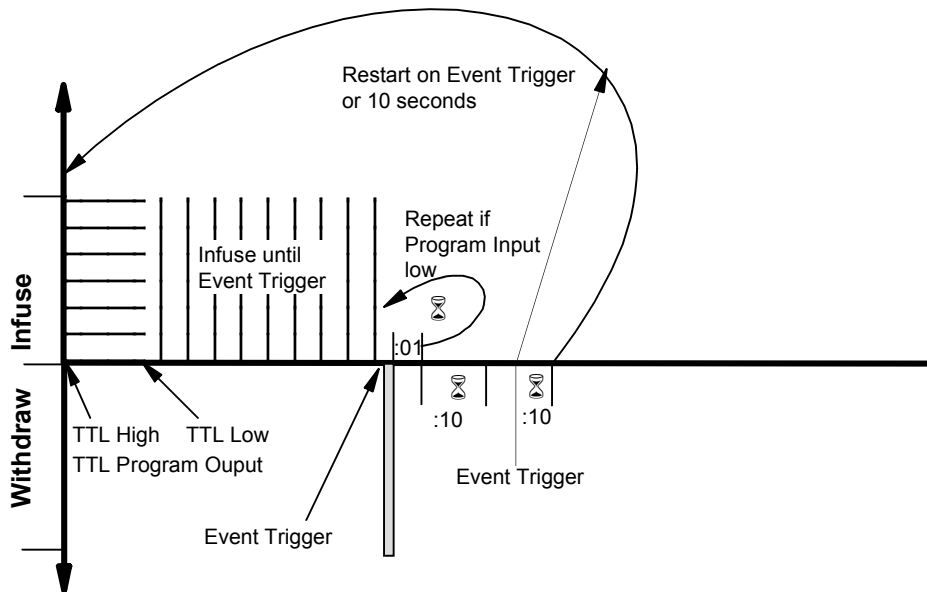 Restart on Event Trigger
or 10 seconds
Infuse
Withdraw
Infuse until
Event Trigger
Repeat if
Program Input
low
:01
:10
:10
TTL High
TTL Low
TTL Program Ouput
Event Trigger
Event Trigger